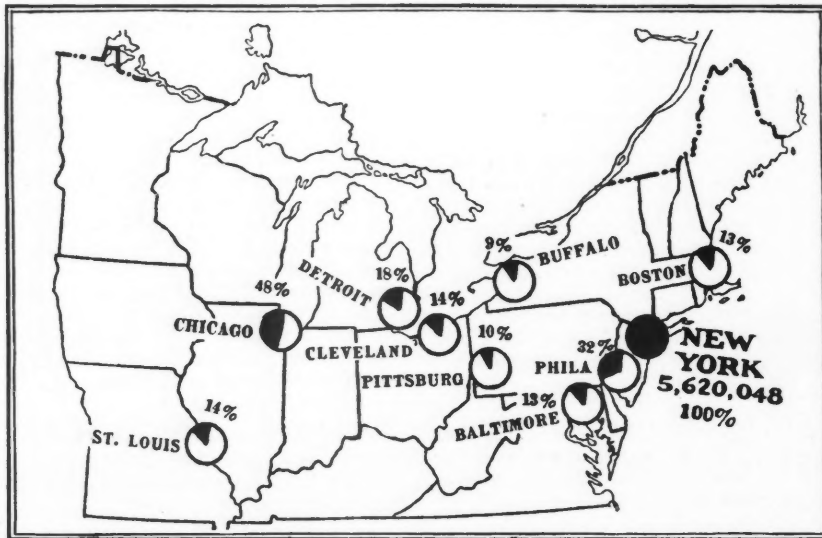 9%
BUFFALO
13%
BOSTON
18%
DETROIT
48%
CHICAGO
14%
CLEVELAND
10%
PITTSBURG
32%
PHILA
NEW
YORK
5,620,048
100%
13%
BALTIMORE
14%
ST. LOUIS